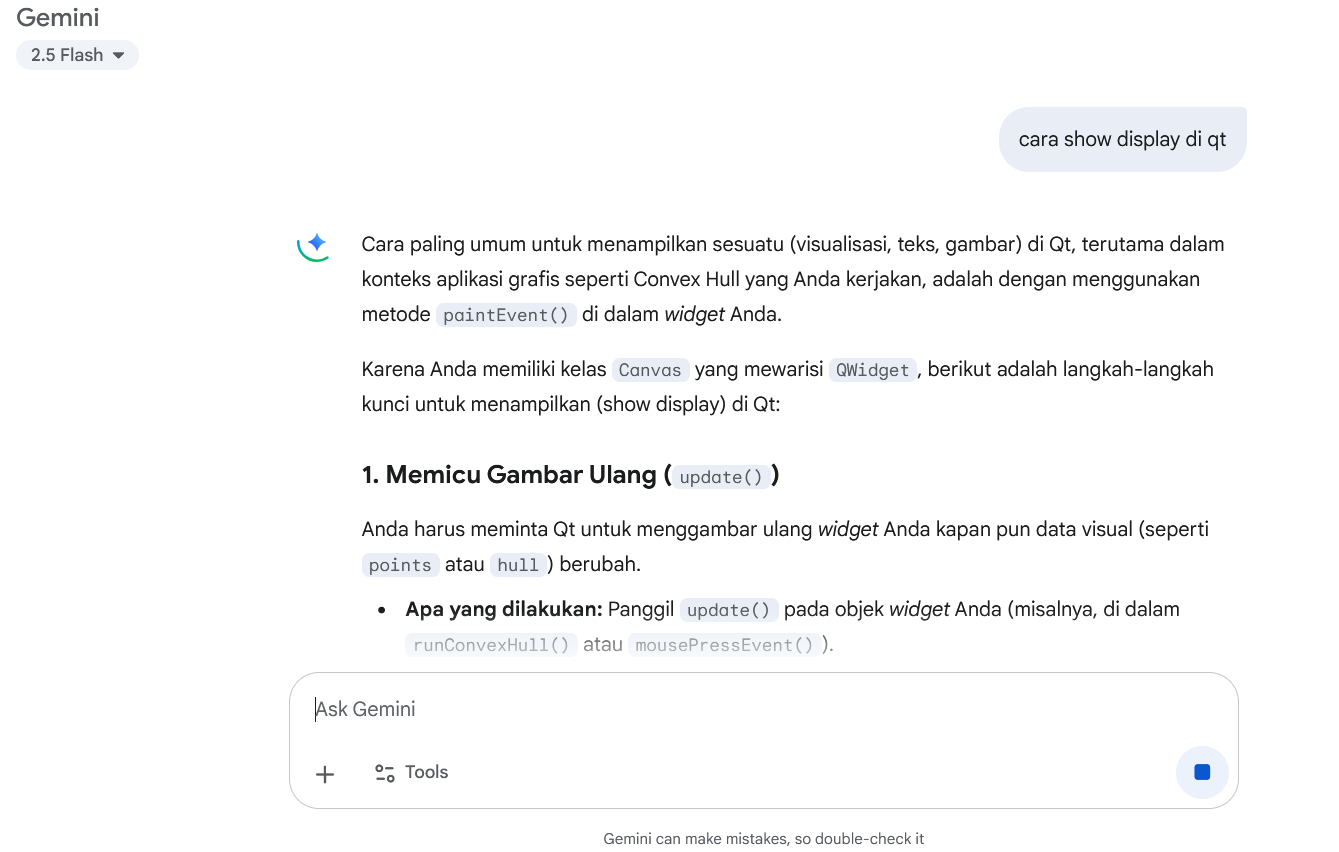 Gemini
2.5 Flash
cara show display di qt
Cara paling umum untuk menampilkan sesuatu (visualisasi, teks, gambar) di Qt, terutama dalam
konteks aplikasi grafis seperti Convex Hull yang Anda kerjakan, adalah dengan menggunakan
metode paintEvent() di dalam widget Anda.
Karena Anda memiliki kelas Canvas yang mewarisi QWidget, berikut adalah langkah-langkah
kunci untuk menampilkan (show display) di Qt:
1. Memicu Gambar Ulang (update())
Anda harus meminta Qt untuk menggambar ulang widget Anda kapan pun data visual (seperti
points atau hull) berubah.
• Apa yang dilakukan: Panggil update() pada objek widget Anda (misalnya, di dalam
runConvexHull() atau mousePressEvent()).
Ask Gemini
Tools
Gemini can make mistakes, so double-check it